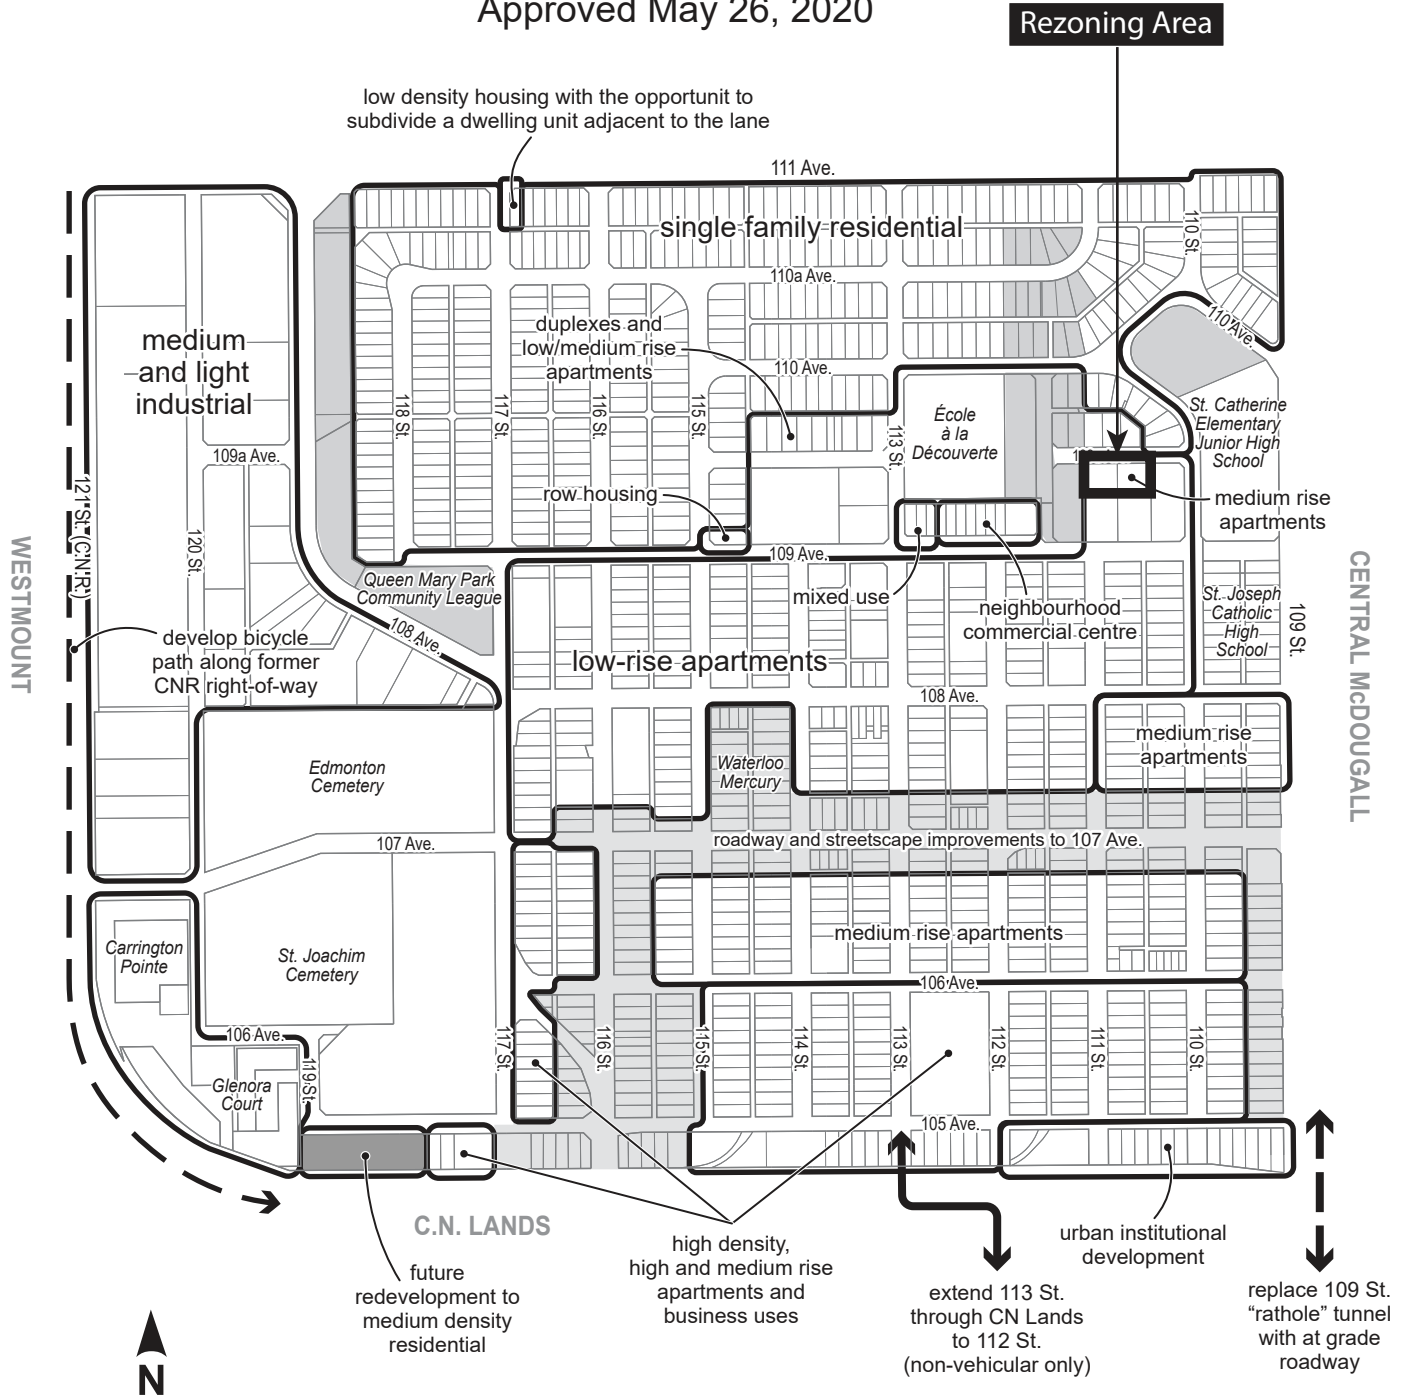 Approved May 26, 2020
Rezoning Area
low density housing with the opportunit to
subdivide a dwelling unit adjacent to the lane
111 Ave.
single family residential
110 St.
110a Ave.
110 Ave.
duplexes and
low/medium rise
apartments
110 Ave.
medium
and light
industrial
118 St.
117 St.
116 St.
115 St.
113 St.
École
à la
Découverte
St. Catherine
Elementary
Junior High
School
109a Ave.
row housing
medium rise
apartments
121 St. (C.N.R.)
120 St.
109 Ave.
WESTMOUNT
Queen Mary Park
Community League
mixed use
neighbourhood
commercial centre
St. Joseph
Catholic
High
School
109 St.
CENTRAL McDOUGALL
108 Ave.
develop bicycle
path along former
CNR right-of-way
low-rise apartments
108 Ave.
medium rise
apartments
Edmonton
Cemetery
Waterloo
Mercury
107 Ave.
roadway and streetscape improvements to 107 Ave.
Carrington
Pointe
St. Joachim
Cemetery
medium rise apartments
106 Ave.
106 Ave.
119 St.
117 St.
116 St.
115 St.
114 St.
113 St.
112 St.
111 St.
110 St.
Glenora
Court
105 Ave.
C.N. LANDS
future
redevelopment to
medium density
residential
high density,
high and medium rise
apartments and
business uses
extend 113 St.
through CN Lands
to 112 St.
(non-vehicular only)
urban institutional
development
replace 109 St.
“rathole” tunnel
with at grade
roadway
N